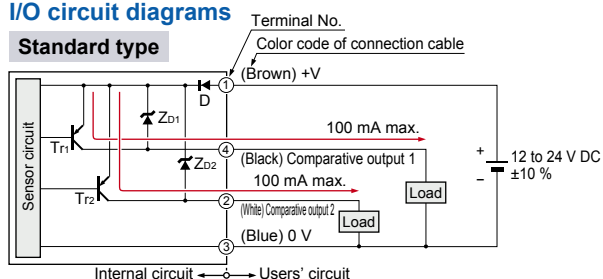 I/O circuit diagrams
Standard type
Terminal No.
Color code of connection cable
(Brown) +V
1
D
Sensor circuit
Tr1
ZD1
100 mA max.
4
(Black) Comparative output 1
ZD2
100 mA max.
Tr2
2
(White) Comparative output 2
Load
Load
+
−
12 to 24 V DC
±10 %
(Blue) 0 V
3
Internal circuit
Users' circuit